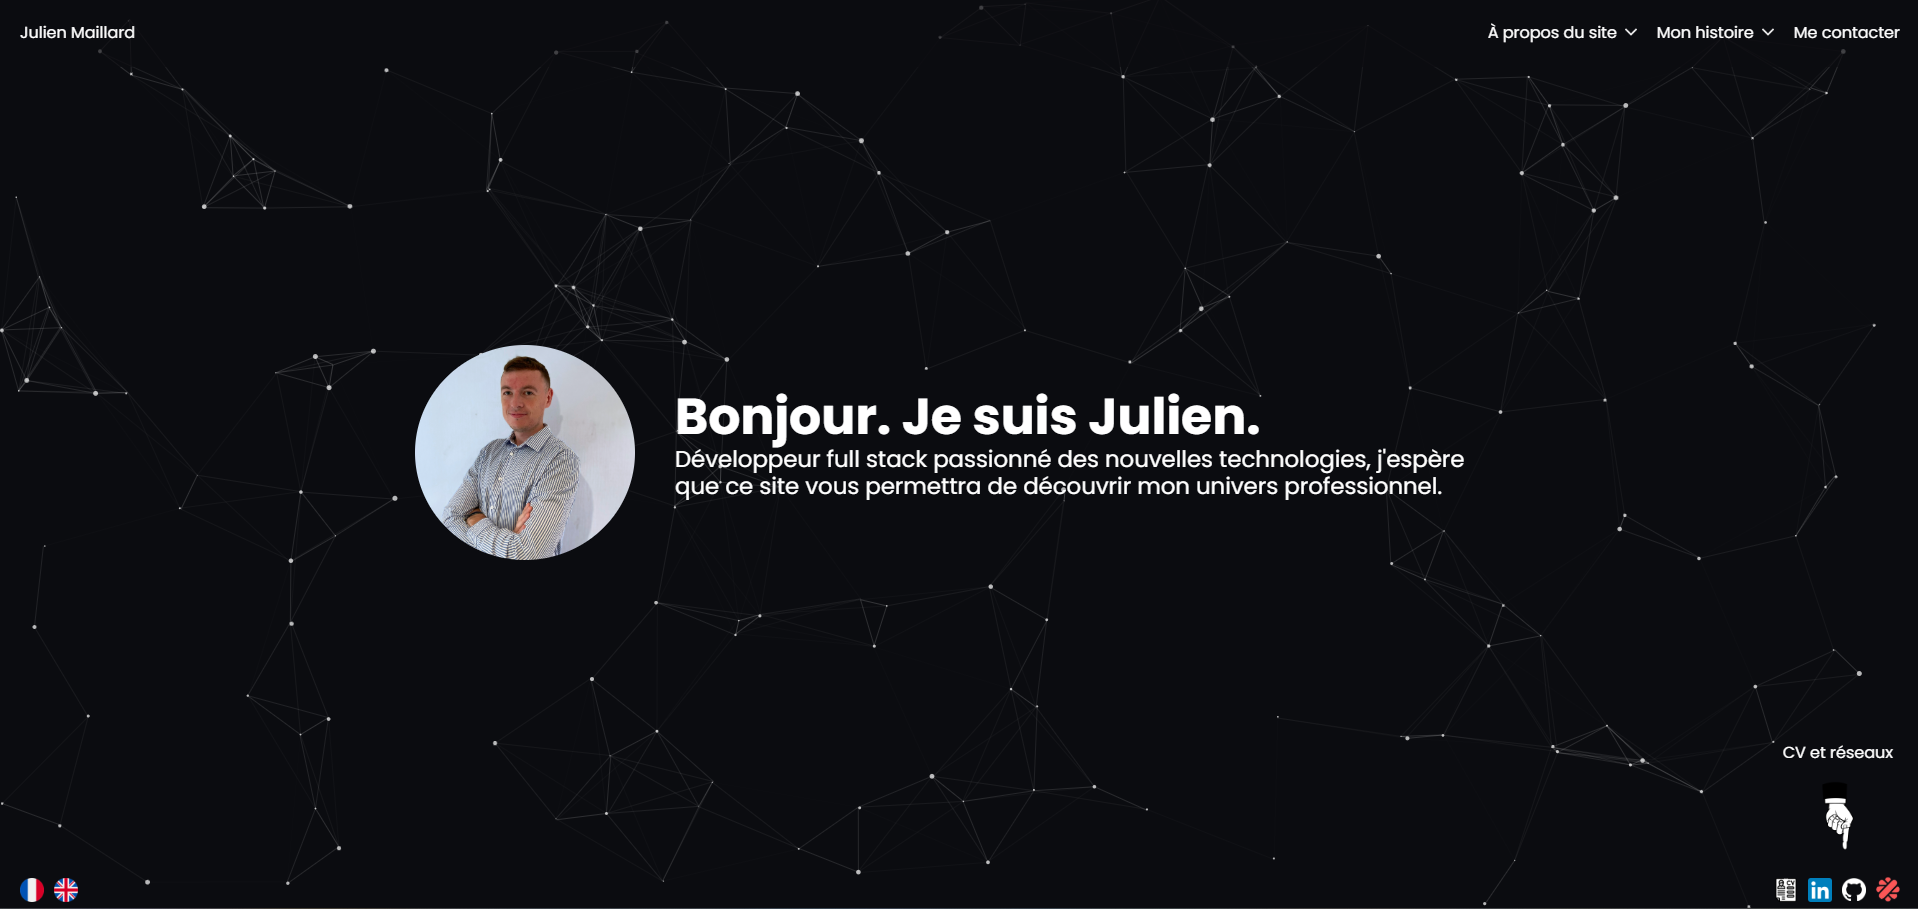 Julien Maillard
À propos du site
Mon histoire
Me contacter
Bonjour. Je suis Julien.
Développeur full stack passionné des nouvelles technologies, j'espère
que ce site vous permettra de découvrir mon univers professionnel.
CV et réseaux
in